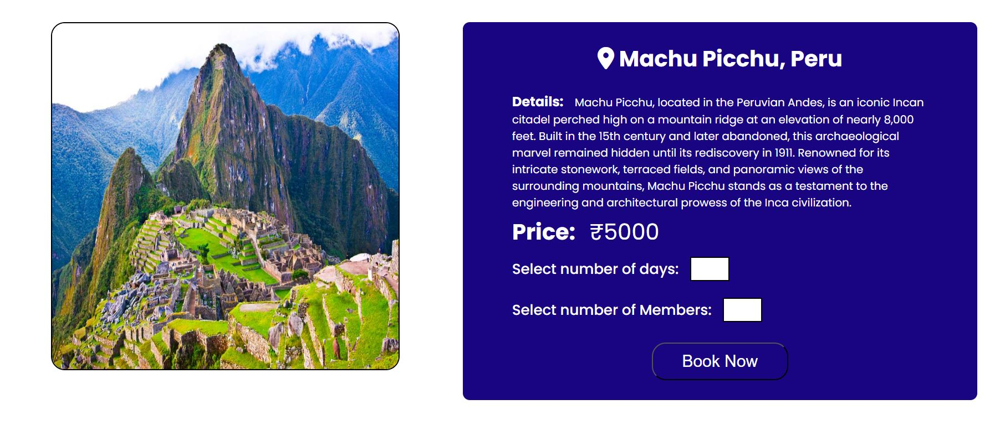 Machu Picchu, Peru
Details: Machu Picchu, located in the Peruvian Andes, is an iconic Incan
citadel perched high on a mountain ridge at an elevation of nearly 8,000
feet. Built in the 15th century and later abandoned, this archaeological
marvel remained hidden until its rediscovery in 1911. Renowned for its
intricate stonework, terraced fields, and panoramic views of the
surrounding mountains, Machu Picchu stands as a testament to the
engineering and architectural prowess of the Inca civilization.
Price: ₹5000
Select number of days:
Select number of Members:
Book Now